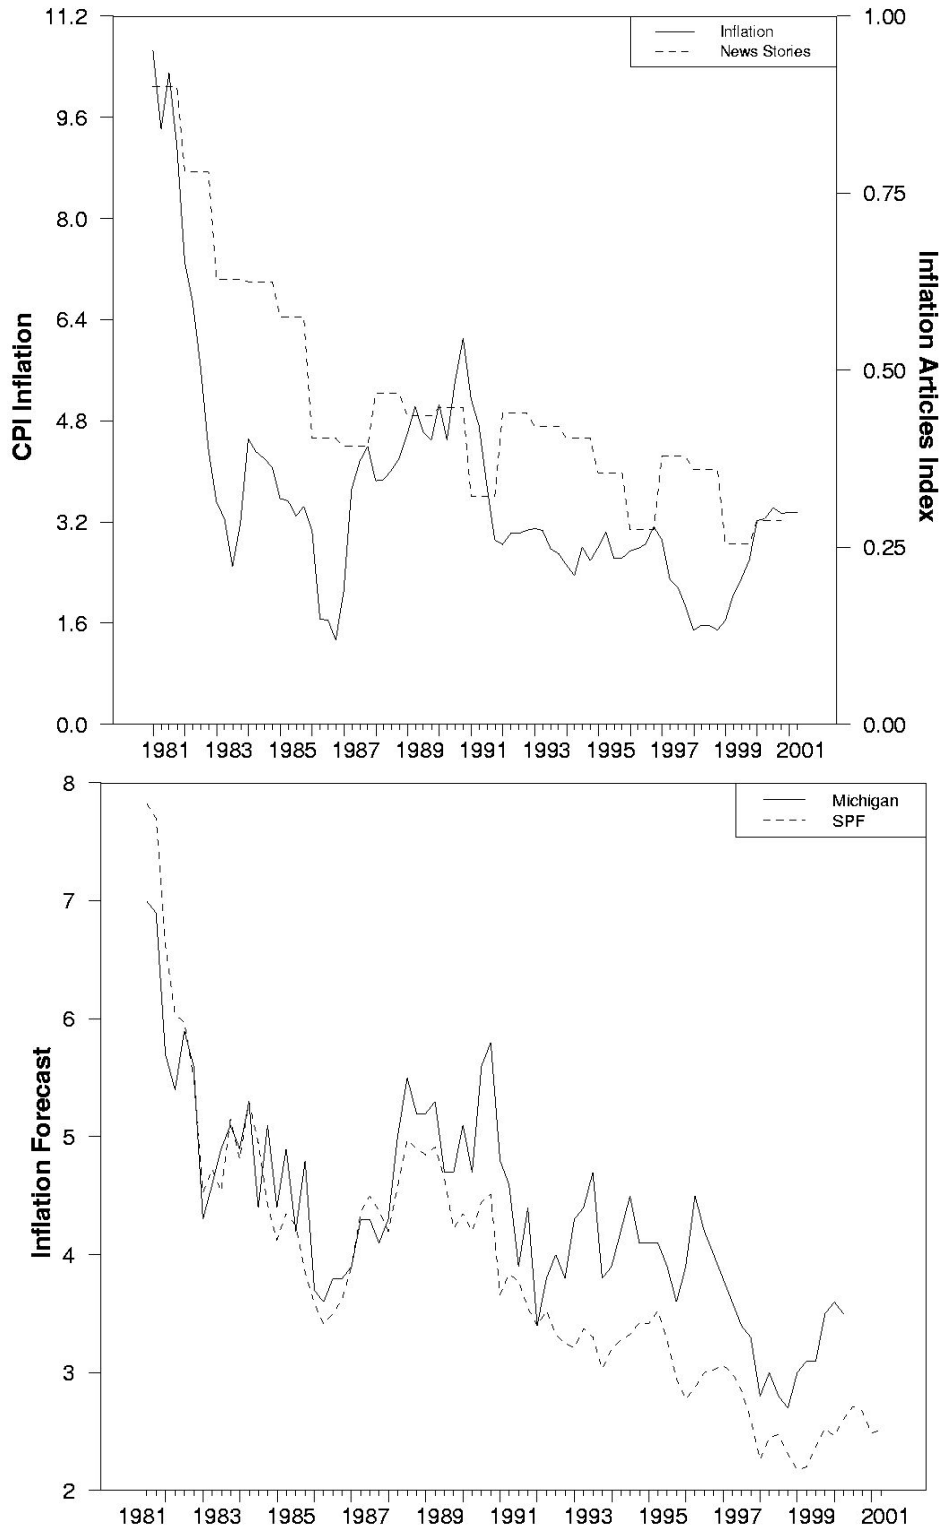 11.2
9.6
8.0
6.4
4.8
3.2
1.6
0.0
CPI Inflation
Inflation
News Stories
1.00
0.75
0.50
0.25
0.00
Inflation Articles Index
1981 1983 1985 1987 1989 1991 1993 1995 1997 1999 2001
8
7
6
5
4
3
2
Inflation Forecast
Michigan
SPF
1981 1983 1985 1987 1989 1991 1993 1995 1997 1999 2001